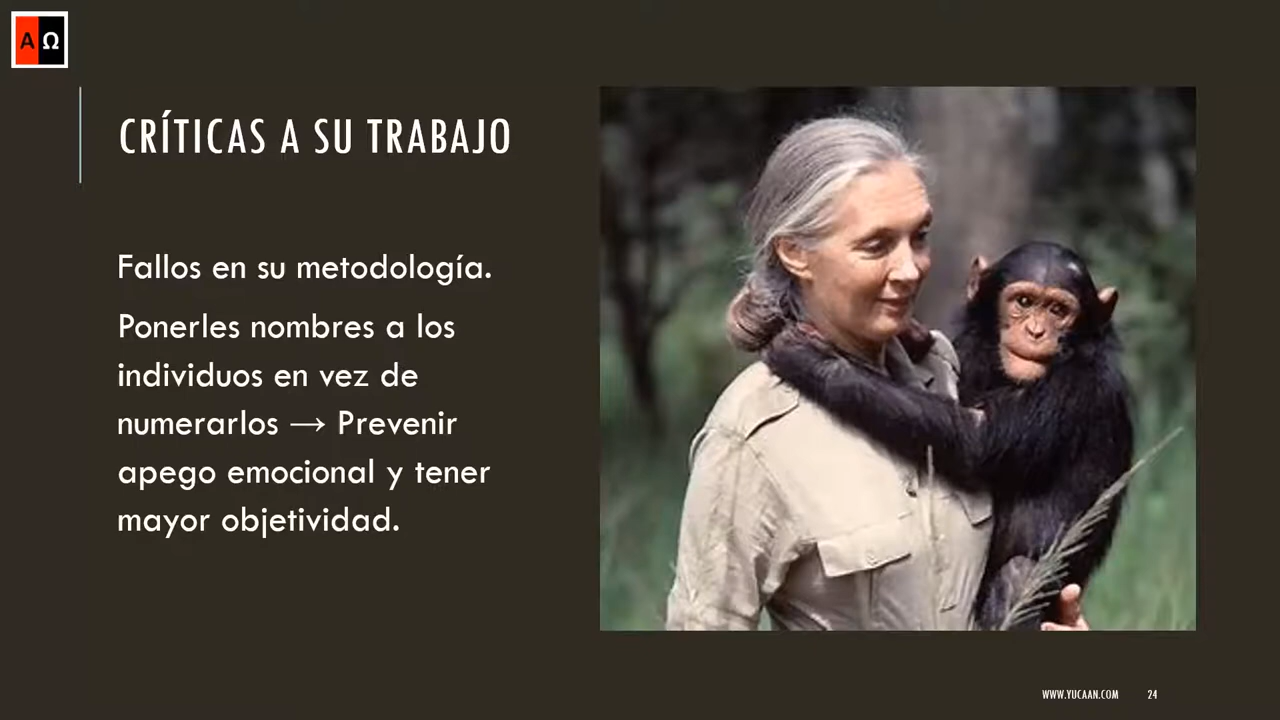 AΩ
CRÍTICAS A SU TRABAJO
Fallos en su metodología.
Ponerles nombres a los
individuos en vez de
numerarlos → Prevenir
apego emocional y tener
mayor objetividad.
WWW.YUCAAN.COM 24